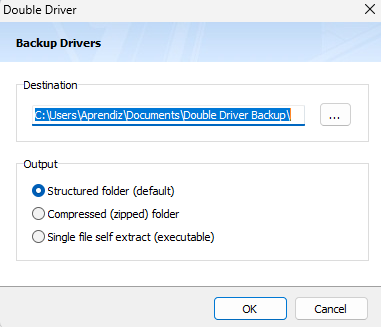 Double Driver
Backup Drivers
Destination
C:\Users\Aprendiz\Documents\Double Driver Backup\
...
Output
Structured folder (default)
Compressed (zipped) folder
Single file self extract (executable)
OK
Cancel